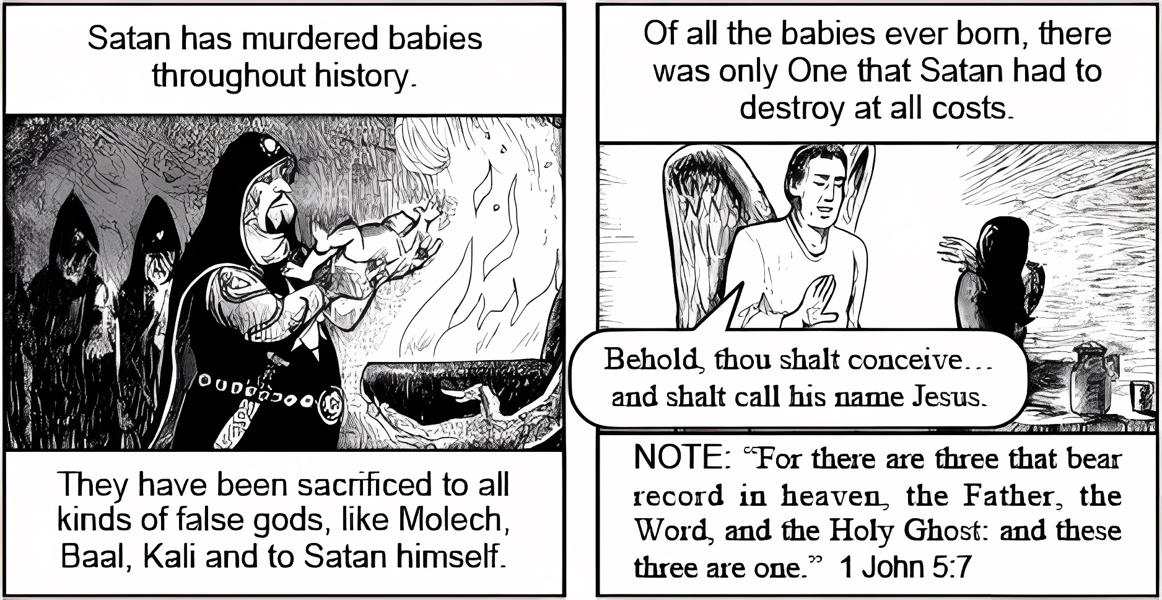 Satan has murdered babies
throughout history.
They have been sacrificed to all
kinds of false gods, like Molech,
Baal, Kali and to Satan himself.
Of all the babies ever born, there
was only One that Satan had to
destroy at all costs.
Behold, thou shalt conceive...
and shalt call his name Jesus.
NOTE: “For there are three that bear
record in heaven, the Father, the
Word, and the Holy Ghost: and these
three are one.” 1 John 5:7